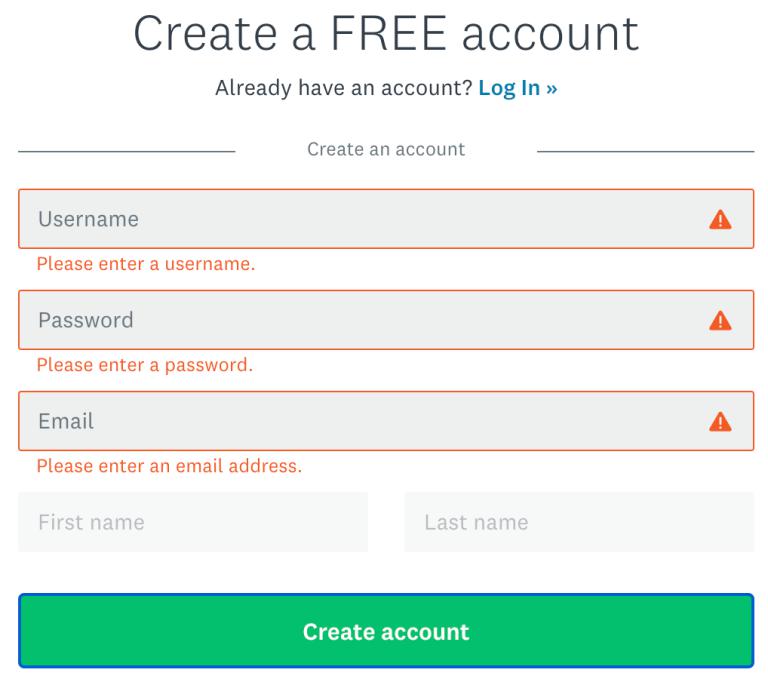 Create a FREE account
Already have an account? Log In »
Create an account
Username
Please enter a username.
Password
Please enter a password.
Email
Please enter an email address.
First name Last name
Create account